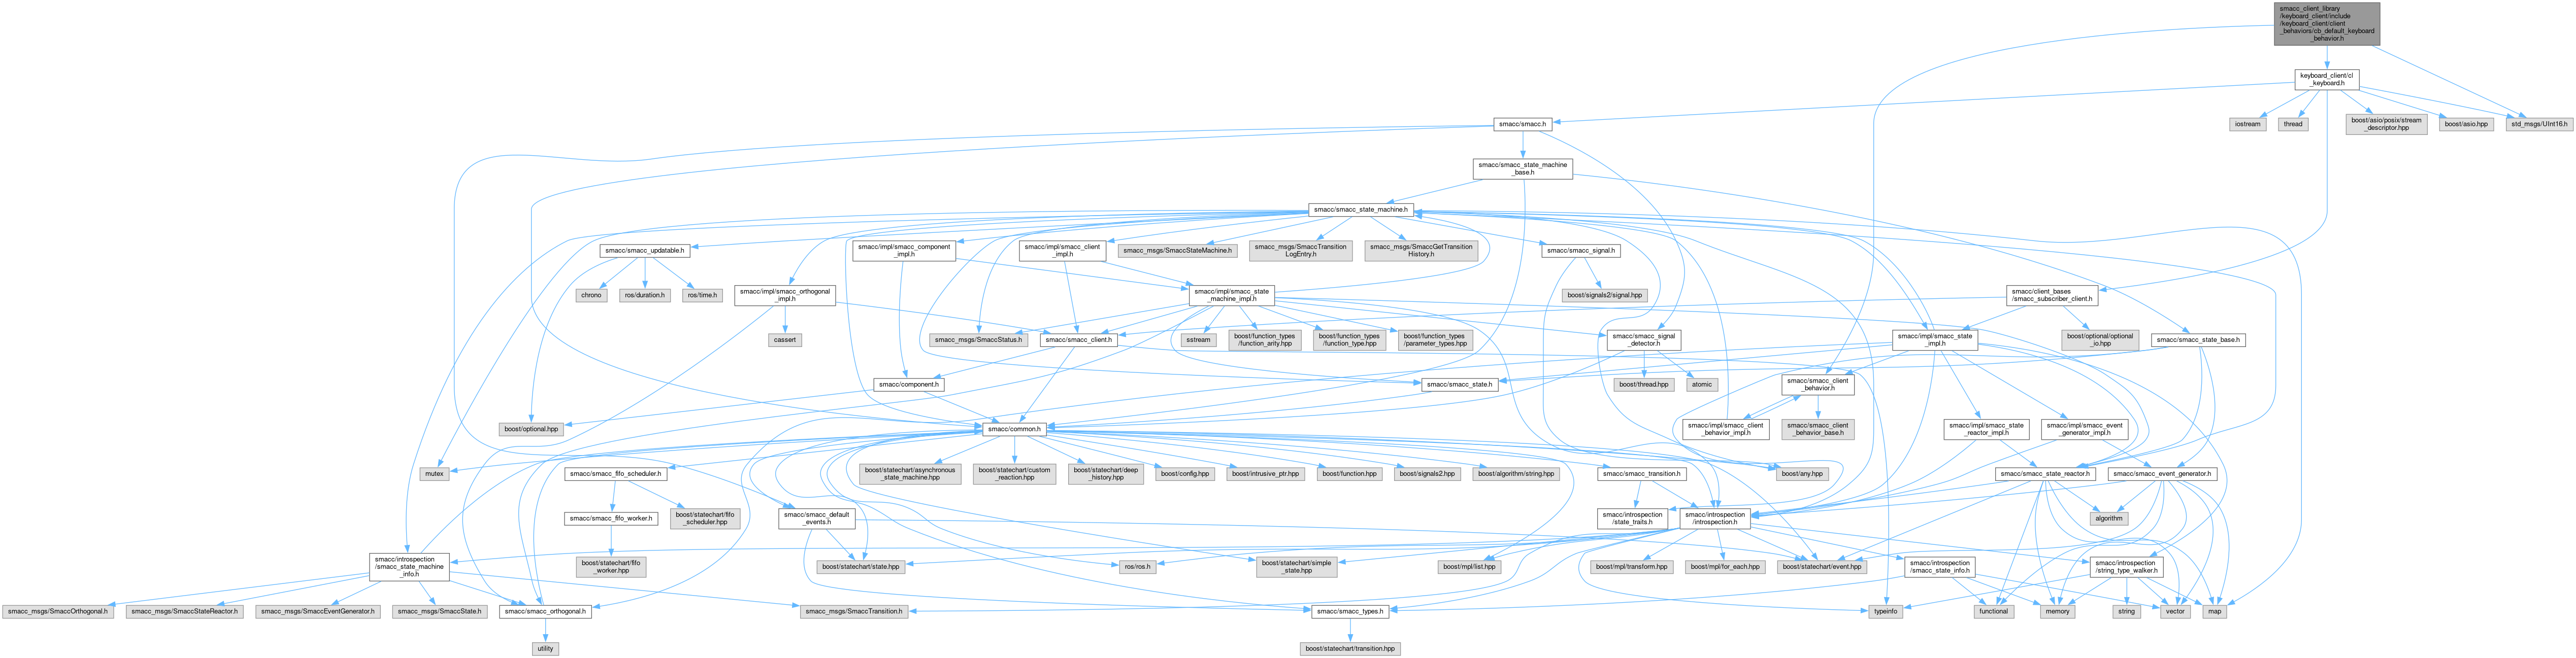 smacc_client_library
/keyboard_client/include
/keyboard_client/client
_behaviors/cb_default_keyboard
_behavior.h
keyboard_client/cl
_keyboard.h
smacc/smacc.h
iostream
thread
boost/asio/posix/stream
_descriptor.hpp
boost/asio.hpp
std_msgs/UInt16.h
smacc/smacc_state_machine
_base.h
smacc/smacc_state_machine.h
smacc/smacc_updatable.h
smacc/impl/smacc_component
_impl.h
smacc/impl/smacc_client
_impl.h
smacc_msgs/SmaccStateMachine.h
smacc_msgs/SmaccTransition
LogEntry.h
smacc_msgs/SmaccGetTransition
History.h
smacc/smacc_signal.h
chrono
ros/duration.h
ros/time.h
smacc/impl/smacc_orthogonal
_impl.h
smacc/impl/smacc_state
_machine_impl.h
boost/signals2/signal.hpp
smacc/client_bases
/smacc_subscriber_client.h
cassert
smacc_msgs/SmaccStatus.h
smacc/smacc_client.h
sstream
boost/function_types
/function_arity.hpp
boost/function_types
/function_type.hpp
boost/function_types
/parameter_types.hpp
smacc/smacc_signal
_detector.h
smacc/impl/smacc_state
_impl.h
boost/optional/optional
_io.hpp
smacc/smacc_state_base.h
smacc/component.h
smacc/smacc_state.h
boost/thread.hpp
atomic
smacc/smacc_client
_behavior.h
boost/optional.hpp
smacc/common.h
smacc/impl/smacc_client
_behavior_impl.h
smacc/smacc_client
_behavior_base.h
smacc/impl/smacc_state
_reactor_impl.h
smacc/impl/smacc_event
_generator_impl.h
mutex
smacc/smacc_fifo_scheduler.h
boost/statechart/asynchronous
_state_machine.hpp
boost/statechart/custom
_reaction.hpp
boost/statechart/deep
_history.hpp
boost/config.hpp
boost/intrusive_ptr.hpp
boost/function.hpp
boost/signals2.hpp
boost/algorithm/string.hpp
smacc/smacc_transition.h
boost/any.hpp
smacc/smacc_state_reactor.h
smacc/smacc_event_generator.h
smacc/smacc_fifo_worker.h
boost/statechart/fifo
_scheduler.hpp
smacc/smacc_default
_events.h
smacc/introspection
/state_traits.h
smacc/introspection
/introspection.h
algorithm
smacc/introspection
/smacc_state_machine
_info.h
boost/statechart/fifo
_worker.hpp
boost/statechart/state.hpp
ros/ros.h
boost/statechart/simple
_state.hpp
boost/mpl/list.hpp
boost/mpl/transform.hpp
boost/mpl/for_each.hpp
boost/statechart/event.hpp
smacc/introspection
/smacc_state_info.h
smacc/introspection
/string_type_walker.h
smacc_msgs/SmaccOrthogonal.h
smacc_msgs/SmaccStateReactor.h
smacc_msgs/SmaccEventGenerator.h
smacc_msgs/SmaccState.h
smacc/smacc_orthogonal.h
smacc_msgs/SmaccTransition.h
smacc/smacc_types.h
typeinfo
functional
memory
string
vector
map
utility
boost/statechart/transition.hpp